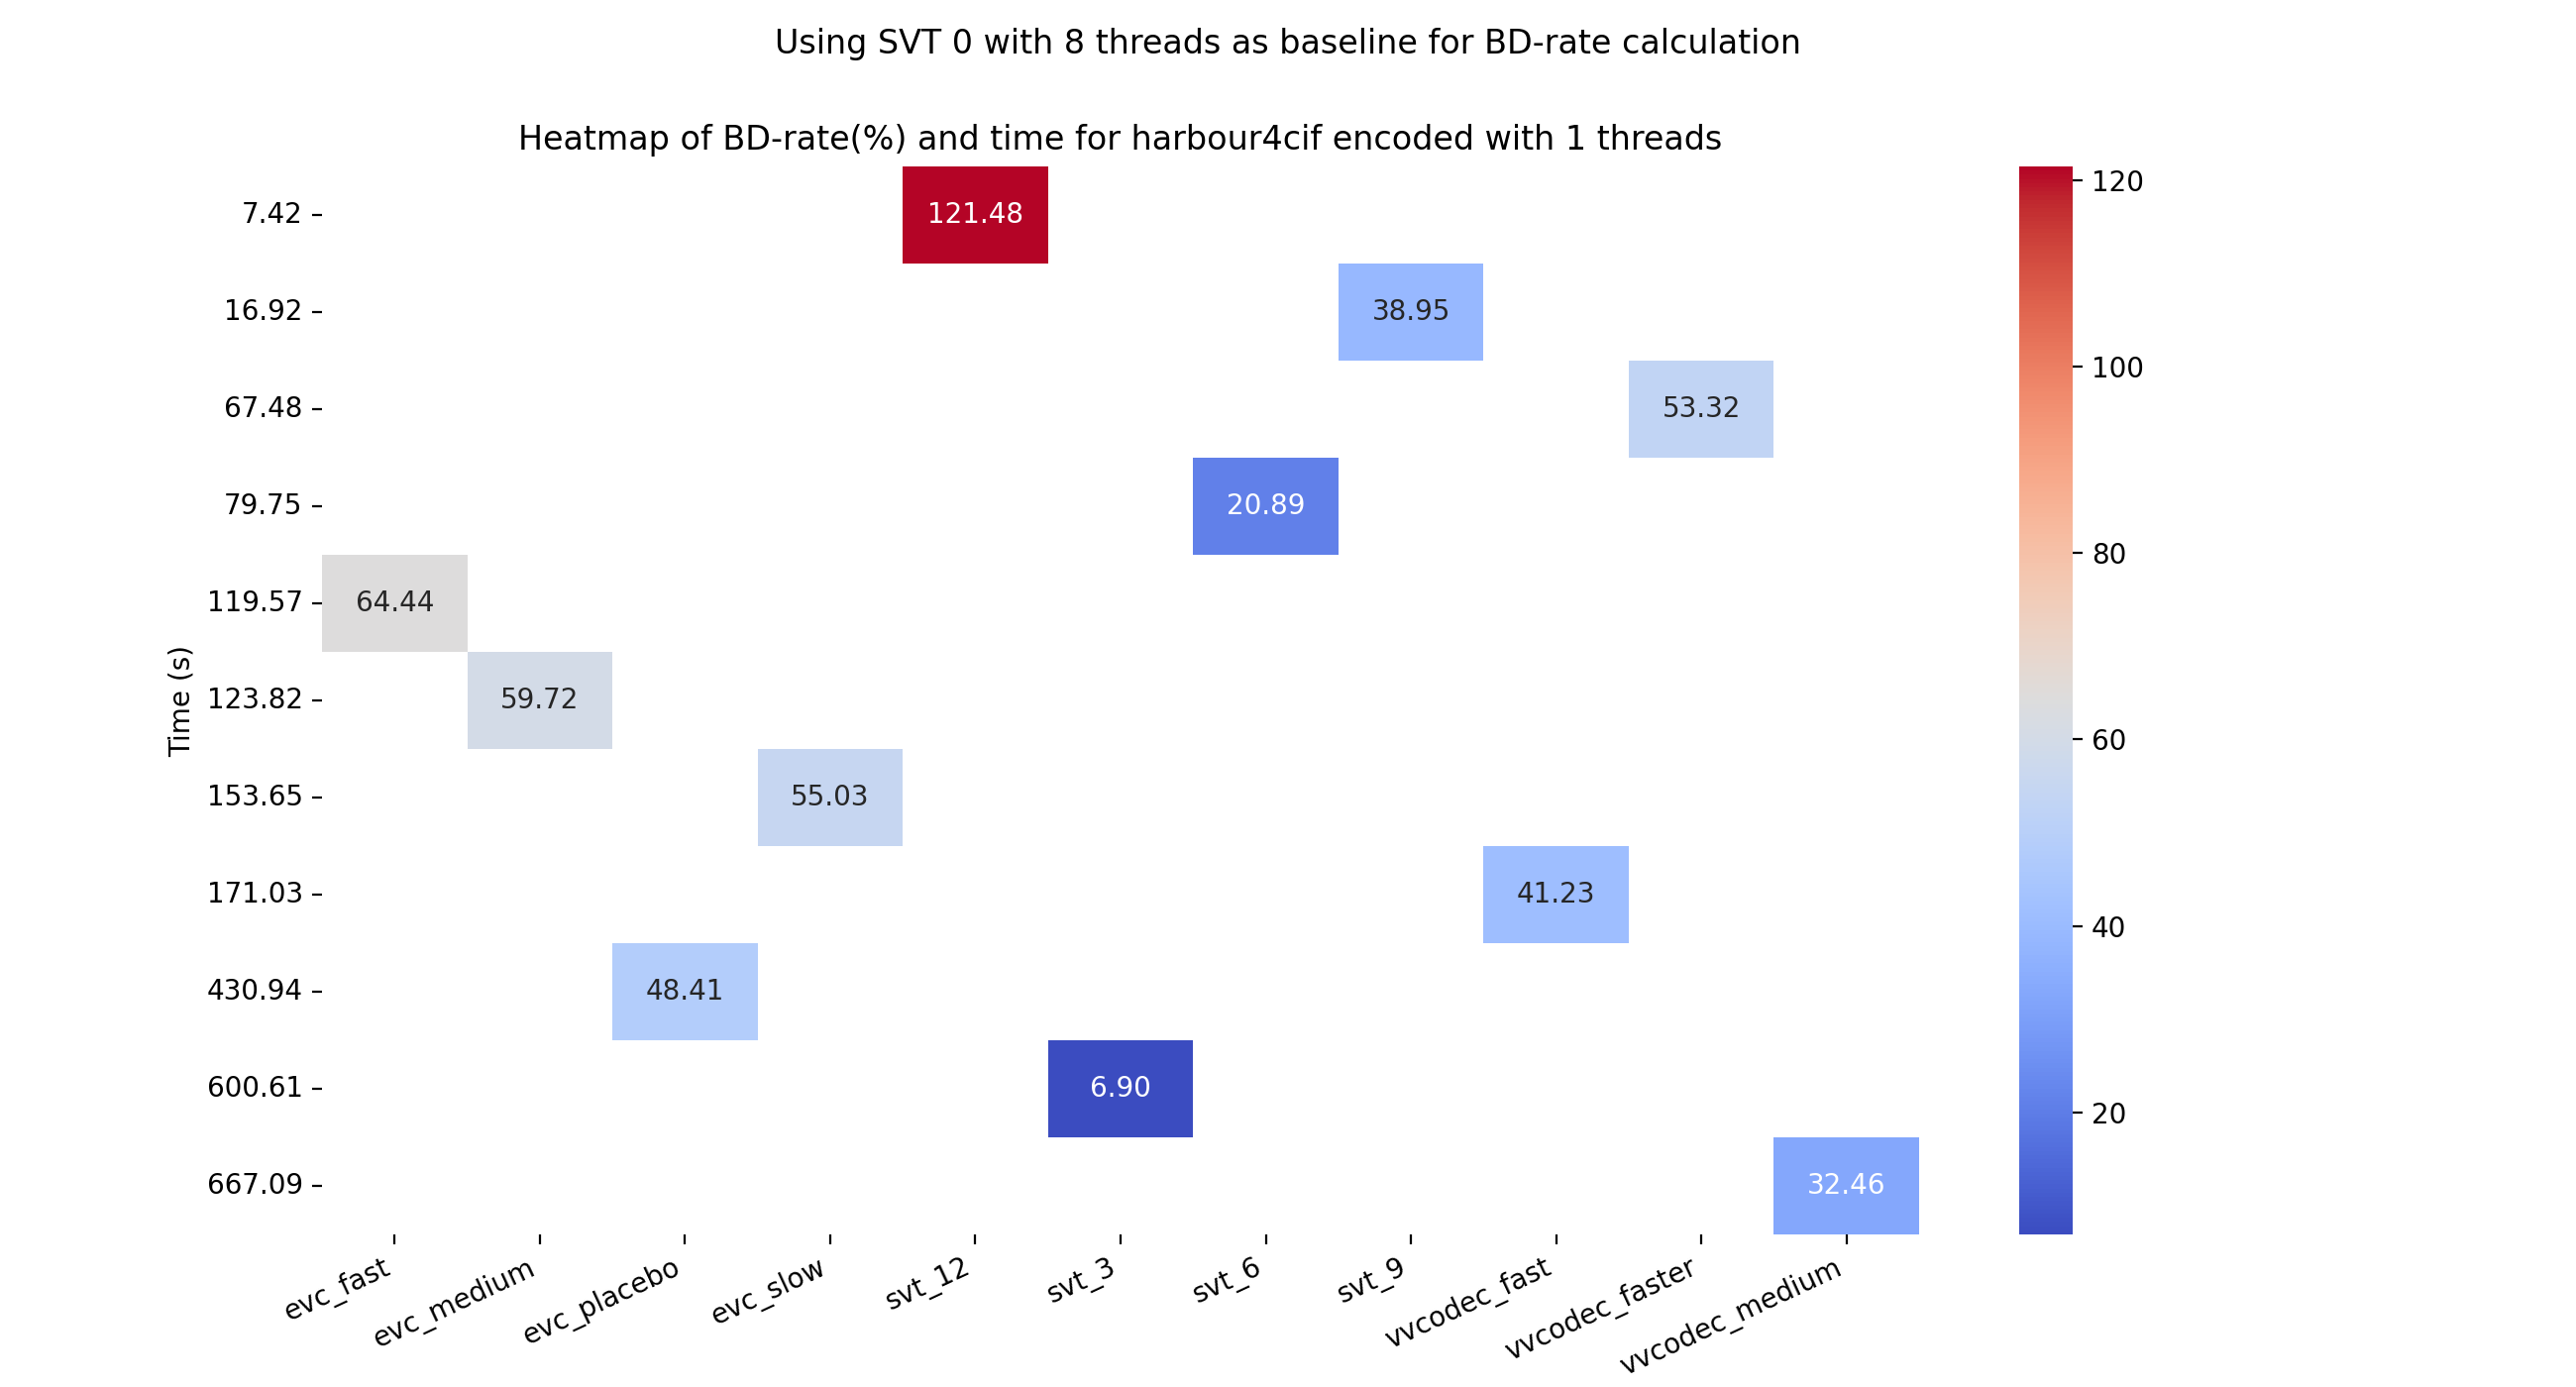 Using SVT 0 with 8 threads as baseline for BD-rate calculation
Heatmap of BD-rate(%) and time for harbour4cif encoded with 1 threads
Time (s)
7.42
16.92
67.48
79.75
119.57
123.82
153.65
171.03
430.94
600.61
667.09
121.48
38.95
53.32
20.89
64.44
59.72
55.03
41.23
48.41
6.90
32.46
evc_fast
evc_medium
evc_placebo
evc_slow
svt_12
svt_3
svt_6
svt_9
vvcodec_fast
vvcodec_faster
vvcodec_medium
120
100
80
60
40
20